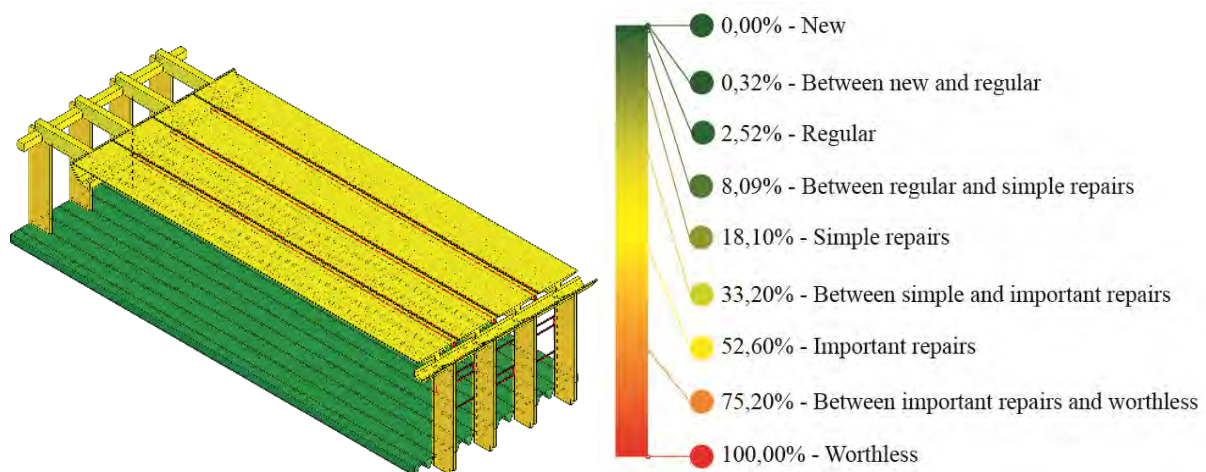 0,00% - New
0,32% - Between new and regular
2,52% - Regular
8,09% - Between regular and simple repairs
18,10% - Simple repairs
33,20% - Between simple and important repairs
52,60% - Important repairs
75,20% - Between important repairs and worthless
100,00% - Worthless